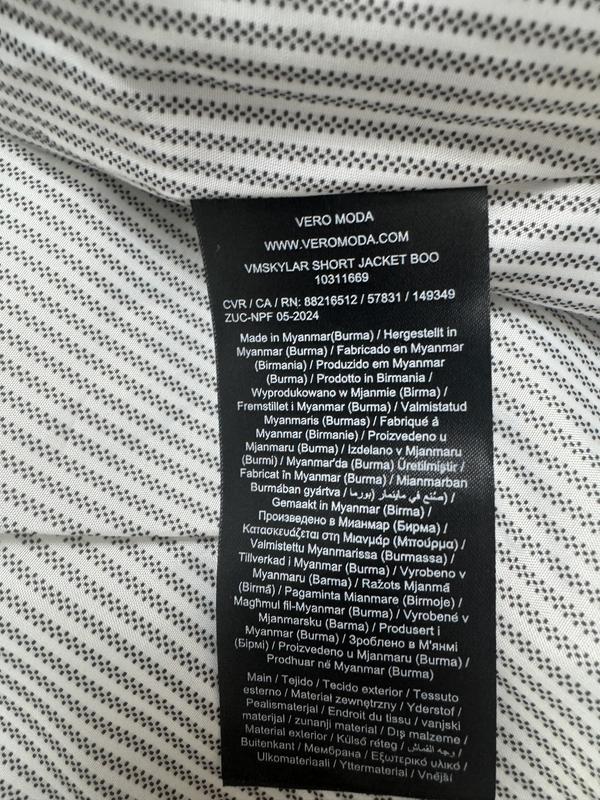 VERO MODA
WWW.VEROMODA.COM
VMSKYLAR SHORT JACKET BOO
10311669
CVR / CA / RN: 88216512 / 57831 / 149349
ZUC-NPF 05-2024
Made in Myanmar(Burma) / Hergestellt in
Myanmar (Burma) / Fabricado en Myanmar
(Birmania) / Produzido em Myanmar
(Burma) / Prodotto in Birmania /
Wyprodukowano w Mjanmie (Birma) /
Fremstillet i Myanmar (Burma) / Valmistatud
Myanmaris (Burmas) / Fabriqué à
Myanmar (Birmanie) / Proizvedeno u
Mjanmaru (Burma) / Izdelano v Mjanmaru
(Burmi) / Myanmar'da (Burma) Üretilmiştir /
Fabricat în Myanmar (Burma) / Mianmarban
Burmában gyártva / (صُنع في ماينمار (بورما /
Gemaakt in Myanmar (Birma) /
Произведено в Мианмар (Бирма) /
Κατασκευάζεται στη Μιανμάρ (Μπούρμα) /
Valmistettu Myanmarissa (Burmassa) /
Tillverkad i Myanmar (Burma) / Vyrobeno v
Myanmaru (Barma) / Ražots Mjanmā
(Birmā) / Pagaminta Mianmare (Birmoje) /
Magħmul fil-Myanmar (Burma) / Vyrobené v
Mjanmarsku (Barma) / Produsert i
Myanmar (Burma) / Зроблено в М'янмі
(Бірмі) / Proizvedeno u Mjanmaru (Burma) /
Prodhuar në Myanmar (Burma)
Main / Tejido / Tecido exterior / Tessuto
esterno / Materiał zewnętrzny / Yderstof /
Pealismaterjal / Endroit du tissu / vanjski
materijal / zunanji material / Dış malzeme /
Material exterior / Külső réteg / وجه القماش /
Buitenkant / Мембрана / Εξωτερικό υλικό /
Ulkomateriaali / Yttermaterial / Vnější